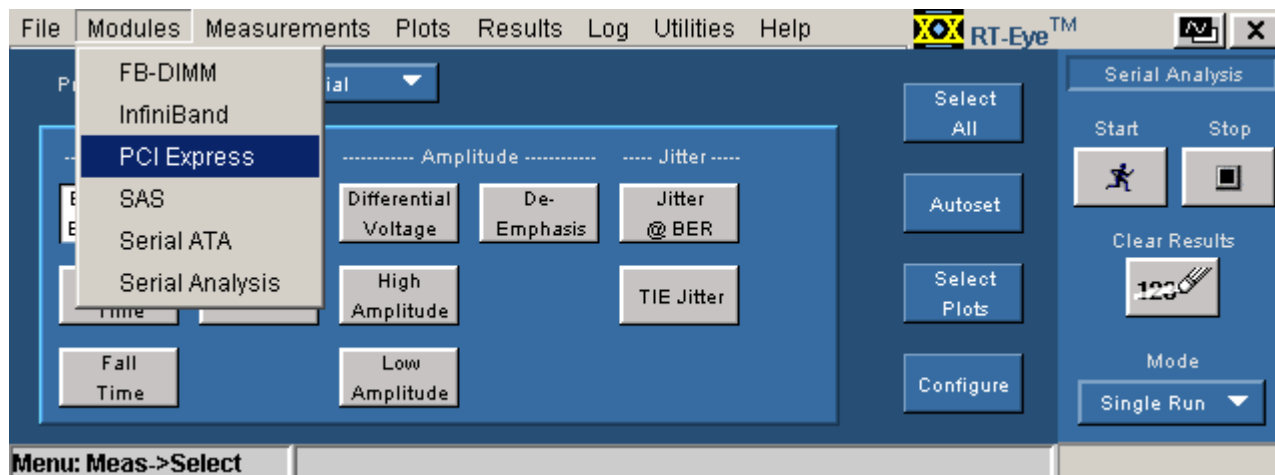 File Modules Measurements Plots Results Log Utilities Help RT-Eye™
FB-DIMM
InfiniBand
PCI Express
SAS
Serial ATA
Serial Analysis
Amplitude
Jitter
Differential
Voltage
De-
Emphasis
Jitter
@ BER
High
Amplitude
TIE Jitter
Time
Fall
Time
Low
Amplitude
Select
All
Autoset
Select
Plots
Configure
Serial Analysis
Start Stop
Clear Results
123
Mode
Single Run
Menu: Meas->Select